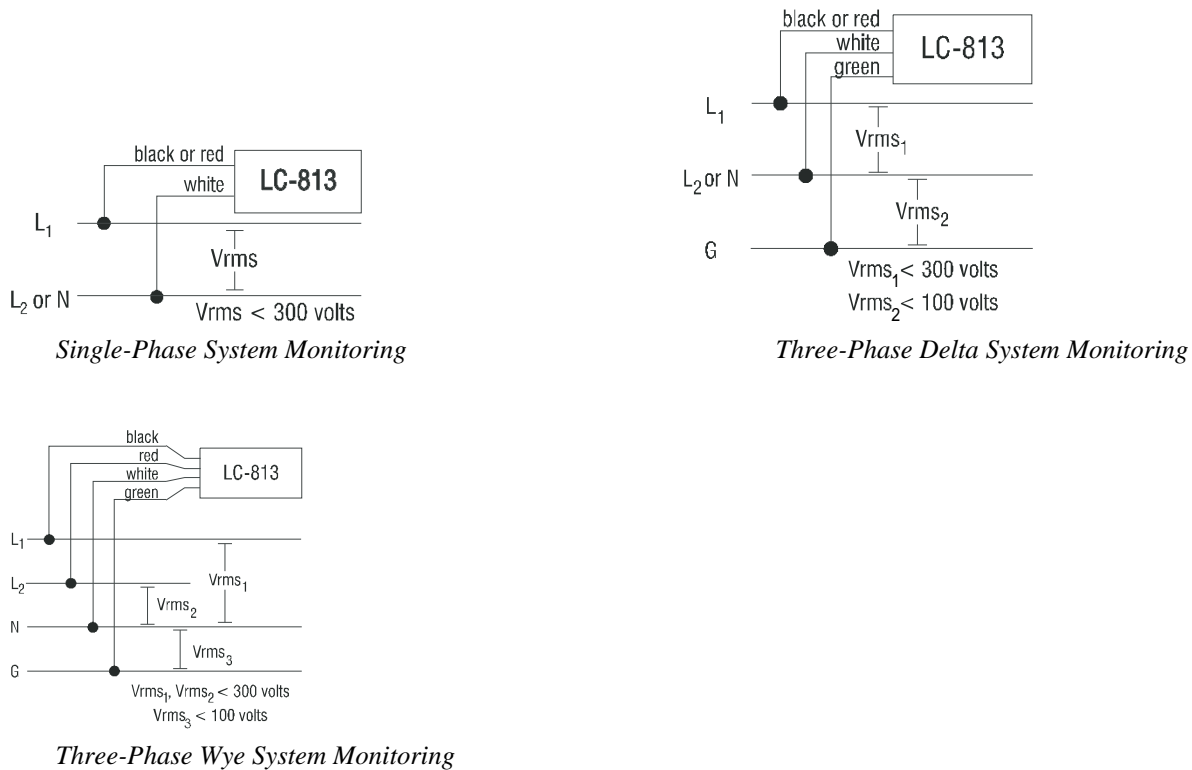 black or red
white
LC-813
L1
Vrms
L2 or N
Vrms < 300 volts
Single-Phase System Monitoring
black or red
white
green
LC-813
L1
Vrms1
L2 or N
Vrms2
G
Vrms1 < 300 volts
Vrms2 < 100 volts
Three-Phase Delta System Monitoring
black
red
white
green
LC-813
L1
Vrms1
L2
Vrms2
N
Vrms3
G
Vrms1, Vrms2 < 300 volts
Vrms3 < 100 volts
Three-Phase Wye System Monitoring